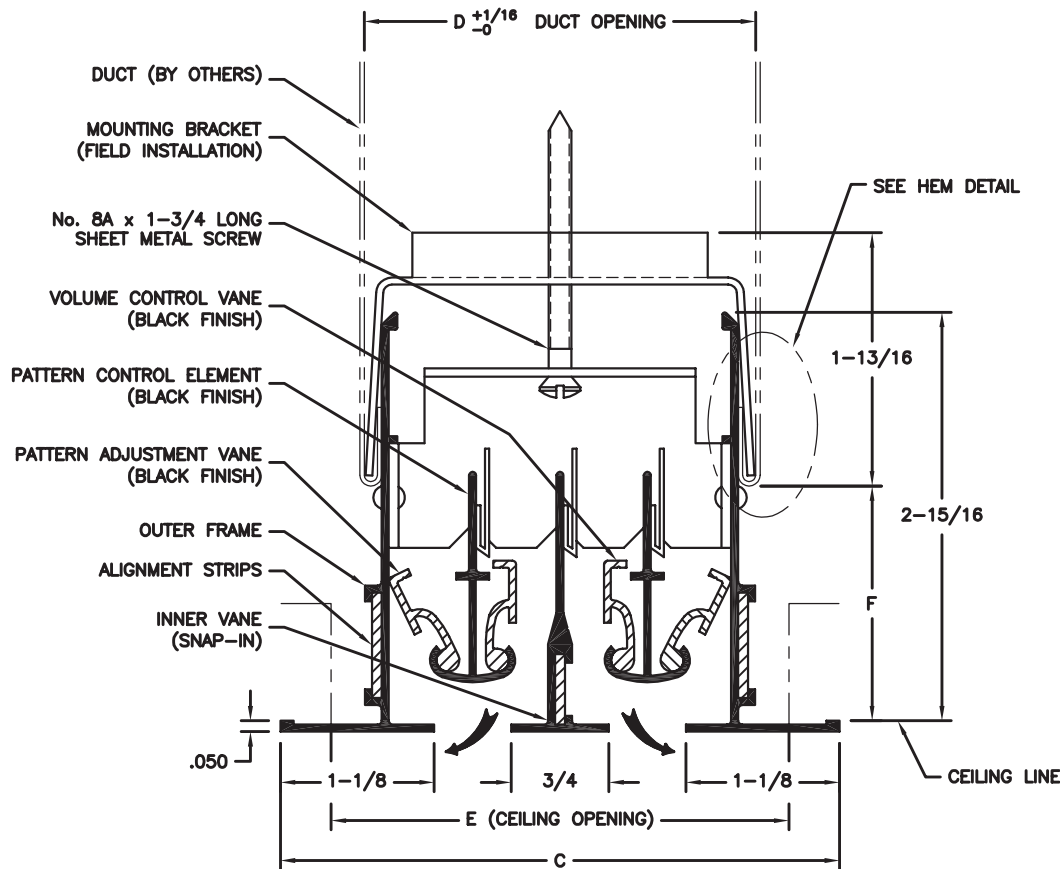 D +1/16 -0 DUCT OPENING
DUCT (BY OTHERS)
MOUNTING BRACKET
(FIELD INSTALLATION)
SEE HEM DETAIL
No. 8A x 1-3/4 LONG
SHEET METAL SCREW
VOLUME CONTROL VANE
(BLACK FINISH)
1-13/16
PATTERN CONTROL ELEMENT
(BLACK FINISH)
PATTERN ADJUSTMENT VANE
(BLACK FINISH)
2-15/16
OUTER FRAME
ALIGNMENT STRIPS
F
INNER VANE
(SNAP-IN)
.050
1-1/8
3/4
1-1/8
CEILING LINE
E (CEILING OPENING)
C